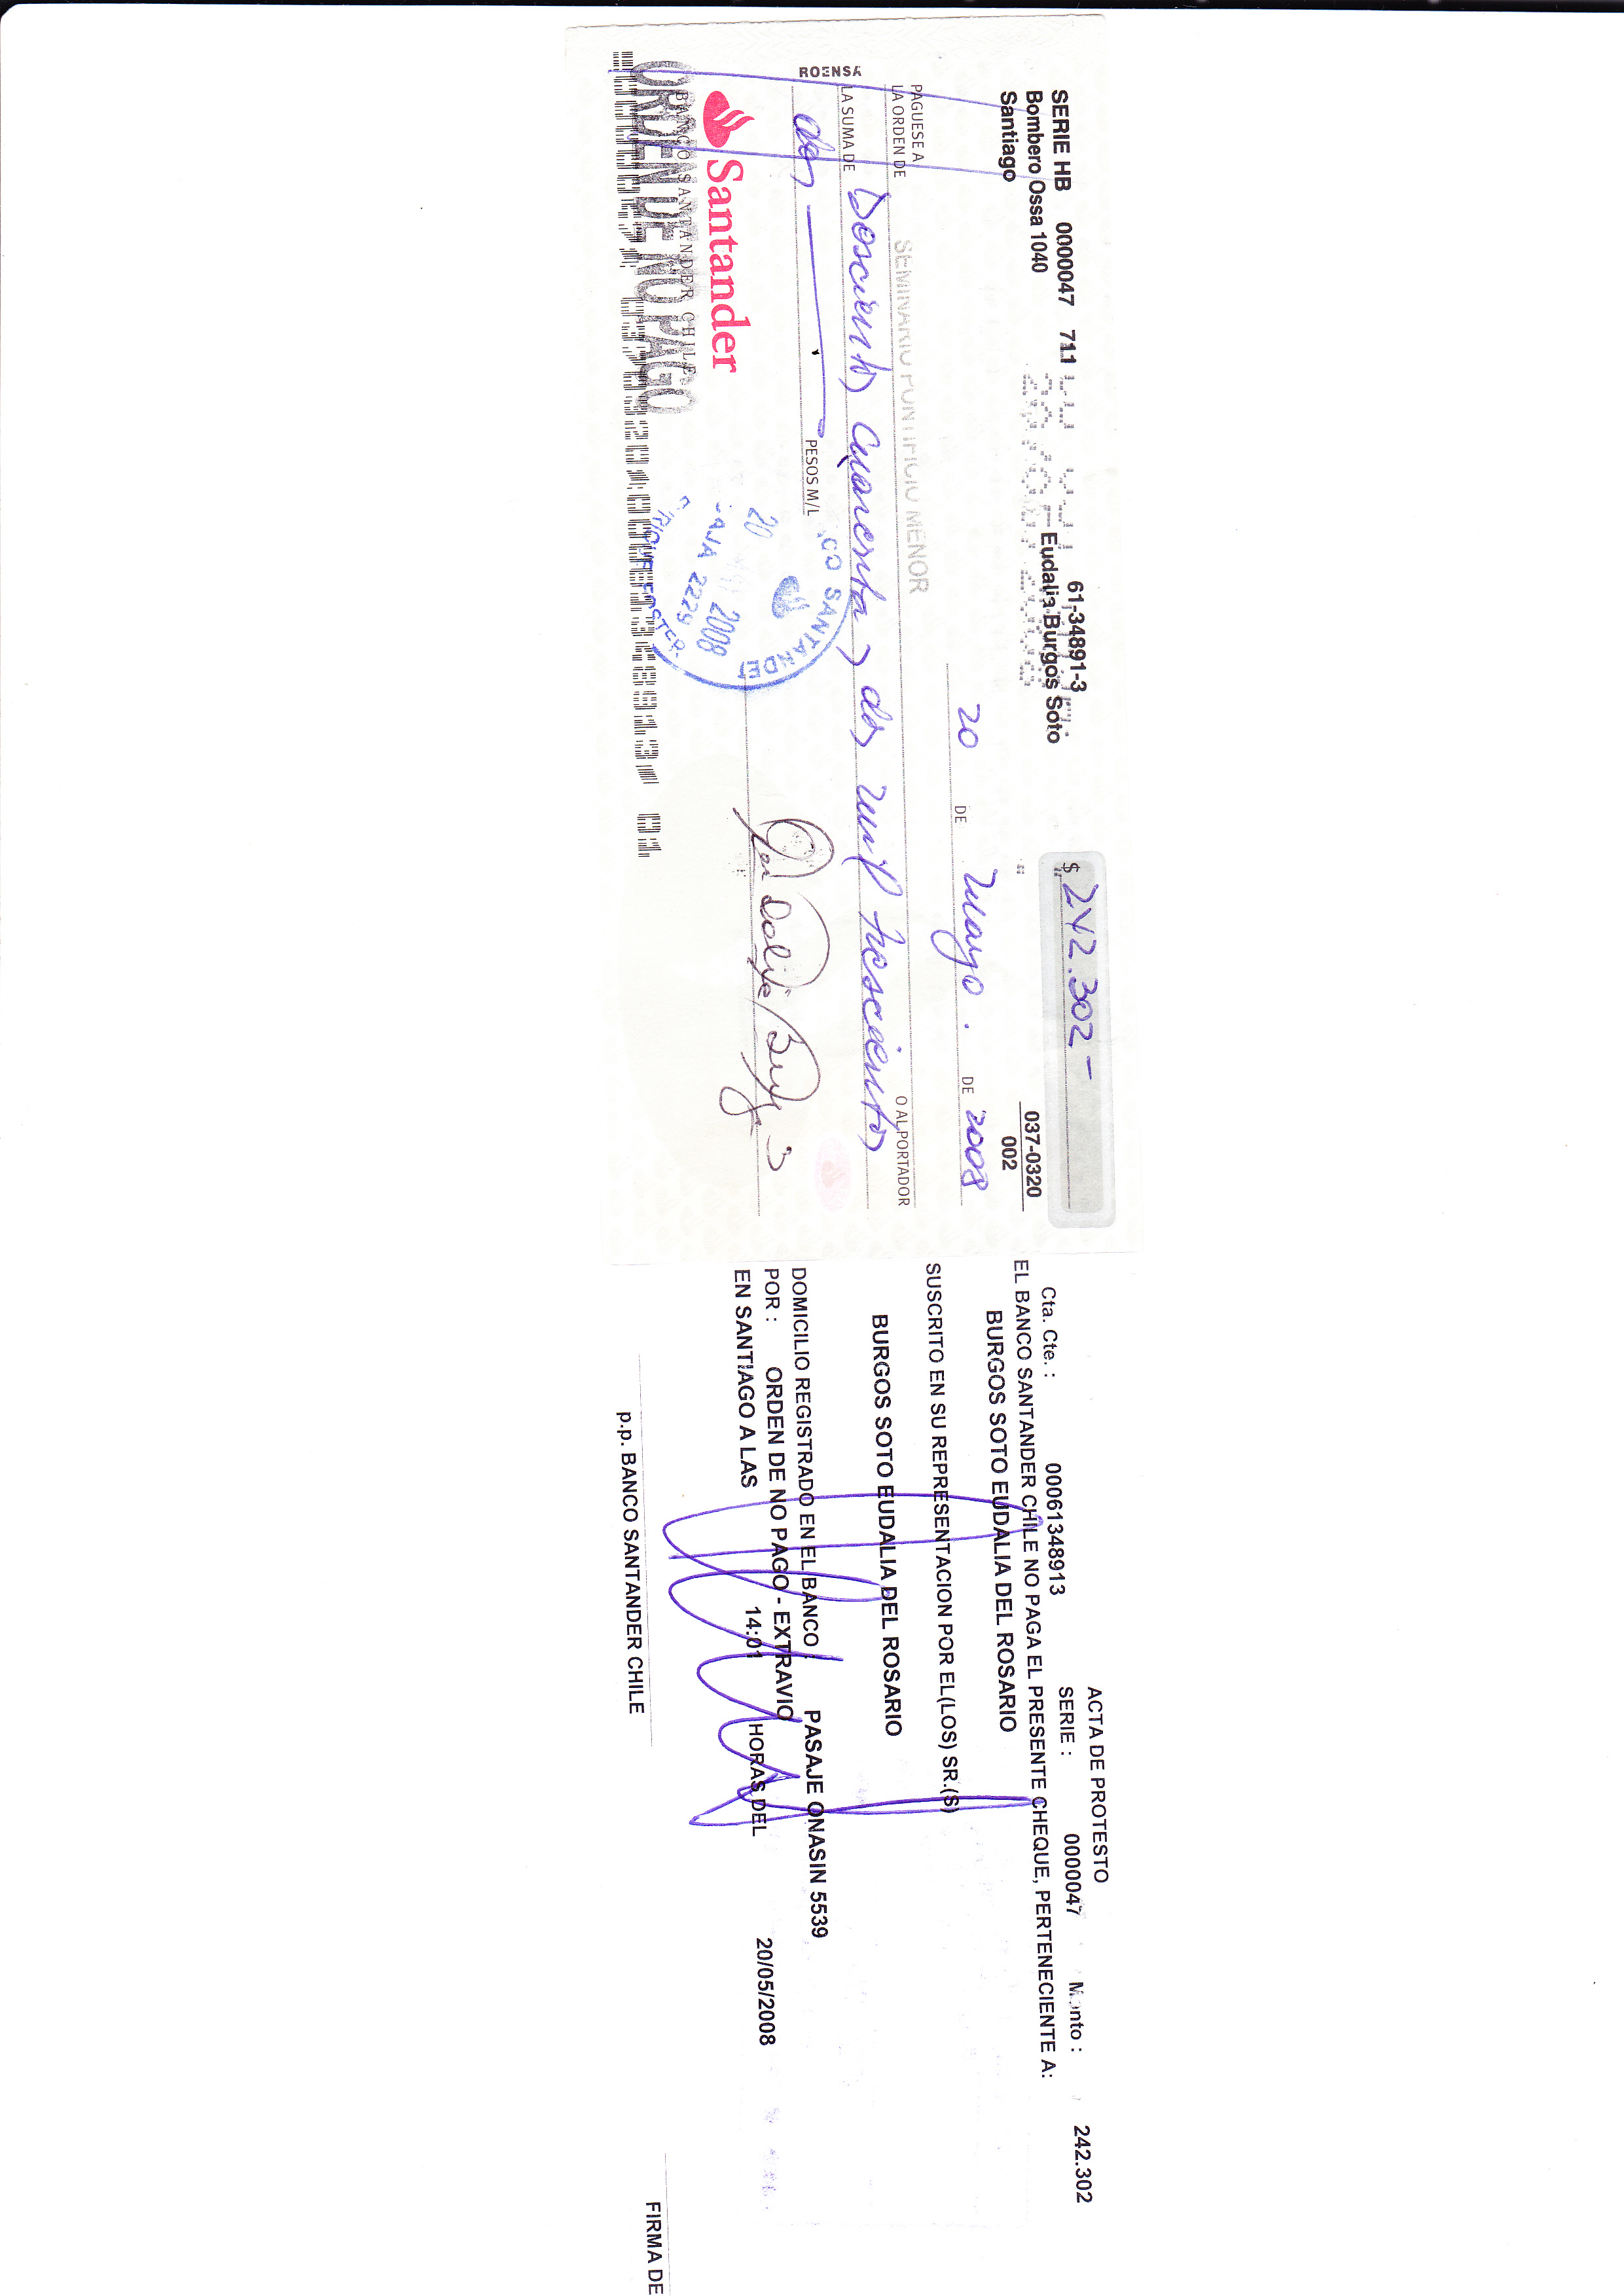 SERIE HB 0000047 711 61-34891-3
Bombero Ossa 1040 Eudalia Burgos Soto
Santiago
$ 242.302 -
037-0320
002
20 DE Mayo. DE 2008
PAGUESE A
LA ORDEN DE SEMINARIO PONTIFICIO MENOR O AL PORTADOR
LA SUMA DE Doscientos Cuarenta y dos mil trescientos
dos PESOS M/L
Santander
BANCO SANTANDER CHILE
ORDEN DE NO PAGO
CO SANTANDE
20 2008
CAJA 2229
ENRIQUE FOSTER
ACTA DE PROTESTO
Cta. Cte. : 00061348913 SERIE : 0000047 Monto : 242.302
EL BANCO SANTANDER CHILE NO PAGA EL PRESENTE CHEQUE, PERTENECIENTE A:
BURGOS SOTO EUDALIA DEL ROSARIO
SUSCRITO EN SU REPRESENTACION POR EL(LOS) SR.(S)
BURGOS SOTO EUDALIA DEL ROSARIO
DOMICILIO REGISTRADO EN EL BANCO : PASAJE ONASIN 5539
POR : ORDEN DE NO PAGO - EXTRAVIO
EN SANTIAGO A LAS 14:01 HORAS DEL 20/05/2008
p.p. BANCO SANTANDER CHILE
FIRMA DE